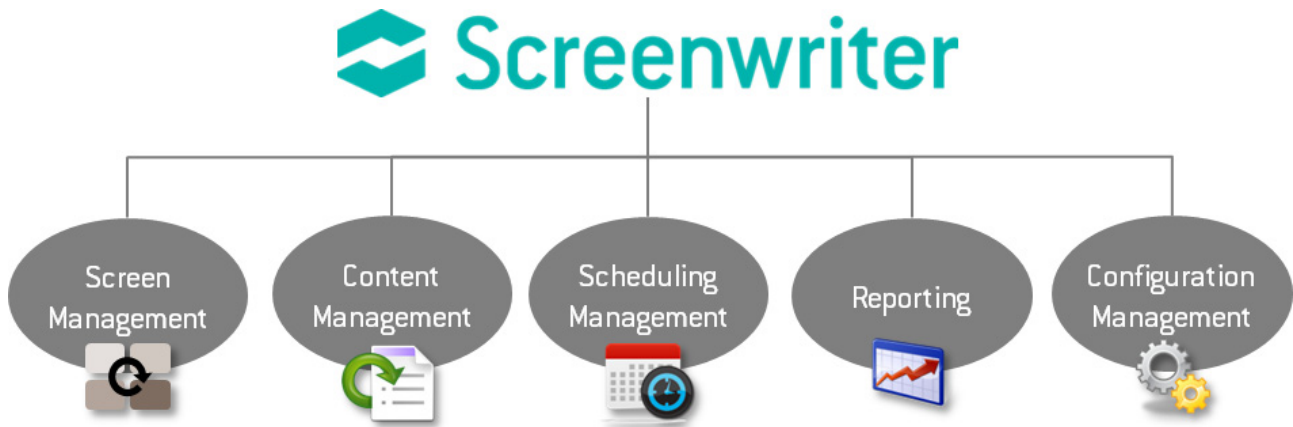 Screenwriter
Screen
Management
Content
Management
Scheduling
Management
Reporting
Configuration
Management